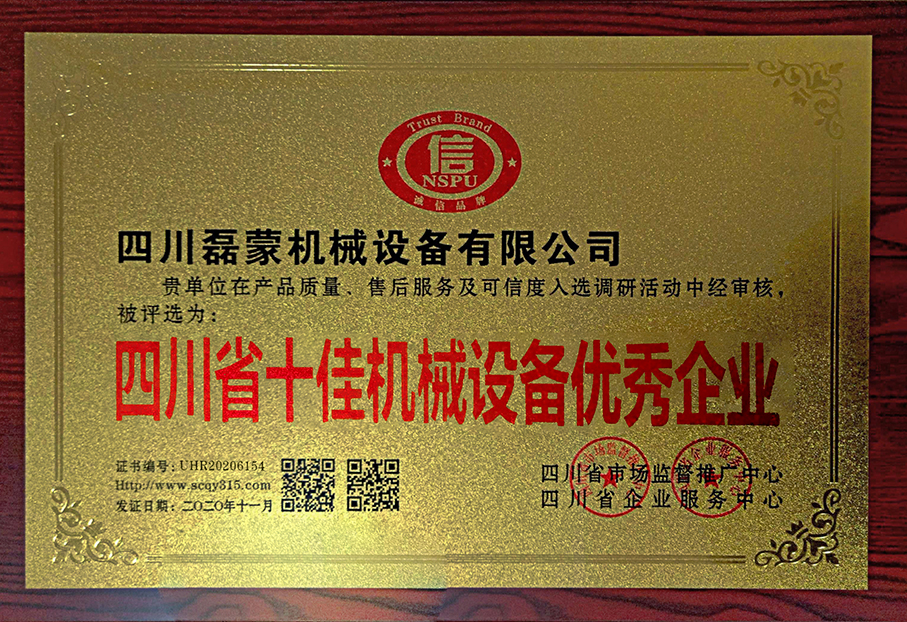 Trust Brand
信
NSPU
诚信品牌
四川磊蒙机械设备有限公司
贵单位在产品质量、售后服务及可信度入选调研活动中经审核，
被评选为：
四川省十佳机械设备优秀企业
证书编号：UHR20206154
Http://www.scqy315.com
发证日期：二〇二〇年十一月
四川省市场监督推广中心
四川省企业服务中心